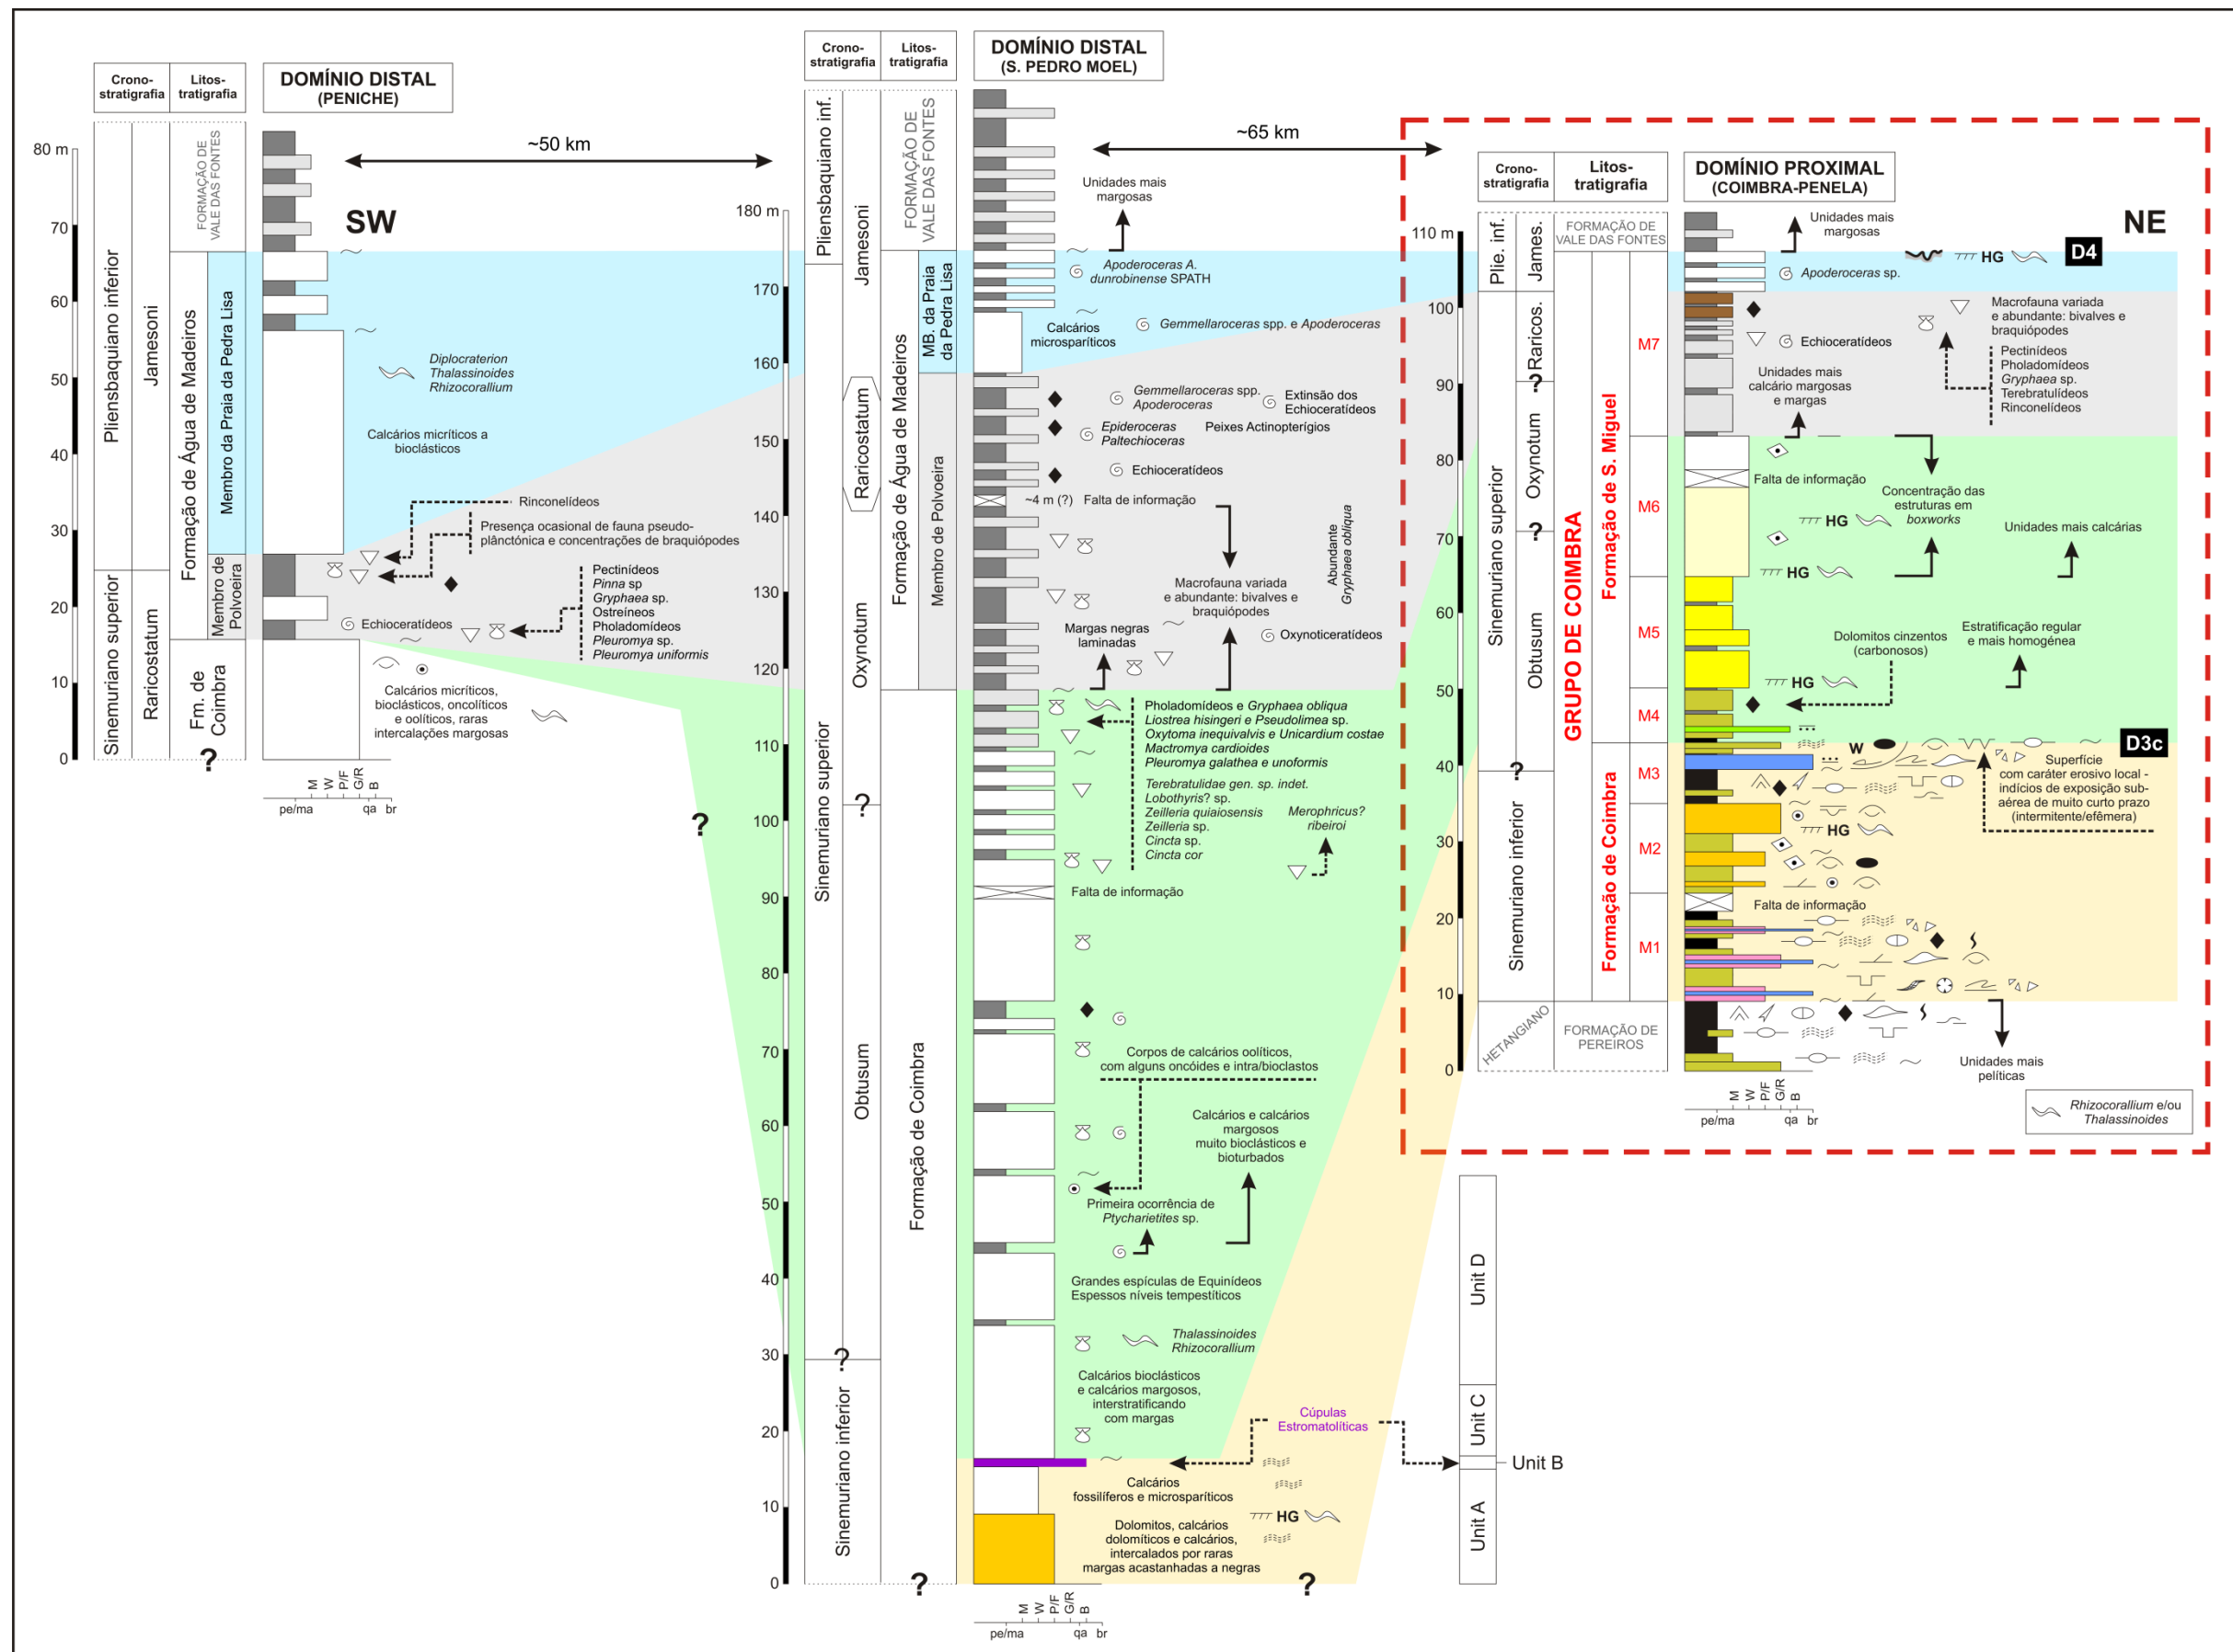 Crono-
stratigrafia
Litos-
tratigrafia
DOMÍNIO DISTAL
(PENICHE)
80 m
70
60
50
40
30
20
10
0
Pliensbaquiano inferior
Sinemuriano superior
Jamesoni
Raricostatum
FORMAÇÃO DE
VALE DAS FONTES
Formação de Água de Madeiros
Membro da Praia da Pedra Lisa
Membro de
Polvoeira
Fm. de
Coimbra
?
SW
~50 km
Diplocraterion
Thalassinoides
Rhizocorallium
Calcários micríticos a
bioclásticos
Rinconelídeos
Presença ocasional de fauna pseudo-
plânctónica e concentrações de braquiópodes
Echioceratídeos
Pectinídeos
Pinna sp
Gryphaea sp.
Ostreíneos
Pholadomídeos
Pleuromya sp.
Pleuromya uniformis
Calcários micríticos,
bioclásticos, oncolíticos
e oolíticos, raras
intercalações margosas
M
W
P/F
G/R
B
pe/ma
qa
br
?
Crono-
stratigrafia
Litos-
tratigrafia
DOMÍNIO DISTAL
(S. PEDRO MOEL)
180 m
170
160
150
140
130
120
110
100
90
80
70
60
50
40
30
20
10
0
Pliensbaquiano inf.
Sinemuriano superior
Sinemuriano inferior
Jamesoni
Raricostatum
Oxynotum
?
Obtusum
?
FORMAÇÃO DE
VALE DAS FONTES
Formação de Água de Madeiros
MB. da Praia
da Pedra Lisa
Membro de Polvoeira
Formação de Coimbra
?
~65 km
Unidades mais
margosas
Apoderoceras A.
dunrobinense SPATH
Calcários
microsparíticos
Gemmellaroceras spp. e Apoderoceras
Gemmellaroceras spp.
Apoderoceras
Extinsão dos
Echioceratídeos
Epideroceras
Paltechioceras
Peixes Actinopterígios
Echioceratídeos
~4 m (?)
Falta de informação
Macrofauna variada
e abundante: bivalves e
braquiópodes
Abundante
Gryphaea obliqua
Margas negras
laminadas
Oxynoticeratídeos
Pholadomídeos e Gryphaea obliqua
Liostrea hisingeri e Pseudolimea sp.
Oxytoma inequivalvis e Unicardium costae
Mactromya cardioides
Pleuromya galathea e unoformis
Terebratulidae gen. sp. indet.
Lobothyris? sp.
Zeilleria quiaiosensis
Zeilleria sp.
Cincta sp.
Cincta cor
Merophricus?
ribeiroi
Falta de informação
Corpos de calcários oolíticos,
com alguns oncóides e intra/bioclastos
Calcários e calcários
margosos
muito bioclásticos e
bioturbados
Primeira ocorrência de
Ptycharietites sp.
Grandes espículas de Equinídeos
Espessos níveis tempestíticos
Thalassinoides
Rhizocorallium
Calcários bioclásticos
e calcários margosos,
interstratificando
com margas
Cúpulas
Estromatolíticas
Calcários
fossilíferos e microsparíticos
HG
Dolomitos, calcários
dolomíticos e calcários,
intercalados por raras
margas acastanhadas a negras
?
M
W
P/F
G/R
B
pe/ma
qa
br
Unit D
Unit C
Unit B
Unit A
Crono-
stratigrafia
Litos-
tratigrafia
DOMÍNIO PROXIMAL
(COIMBRA-PENELA)
NE
110 m
100
90
80
70
60
50
40
30
20
10
0
Plie. inf.
Sinemuriano superior
?
Sinemuriano inferior
HETANGIANO
James.
Raricos.
?
Oxynotum
?
Obtusum
FORMAÇÃO DE
VALE DAS FONTES
GRUPO DE COIMBRA
Formação de S. Miguel
Formação de Coimbra
FORMAÇÃO DE
PEREIROS
M7
M6
M5
M4
M3
M2
M1
Unidades mais
margosas
HG
D4
Apoderoceras sp.
Macrofauna variada
e abundante: bivalves e
braquiópodes
Echioceratídeos
Pectinídeos
Pholadomídeos
Gryphaea sp.
Terebratulídeos
Rinconelídeos
Unidades mais
calcário margosas
e margas
Falta de informação
Concentração das
estruturas em
boxworks
HG
Unidades mais calcárias
HG
Dolomitos cinzentos
(carbonosos)
Estratificação regular
e mais homogénea
HG
D3c
W
Superfície
com caráter erosivo local -
indícios de exposição sub-
aérea de muito curto prazo
(intermitente/efêmera)
HG
Falta de informação
Unidades mais
pelíticas
M
W
P/F
G/R
B
pe/ma
qa
br
Rhizocorallium e/ou
Thalassinoides